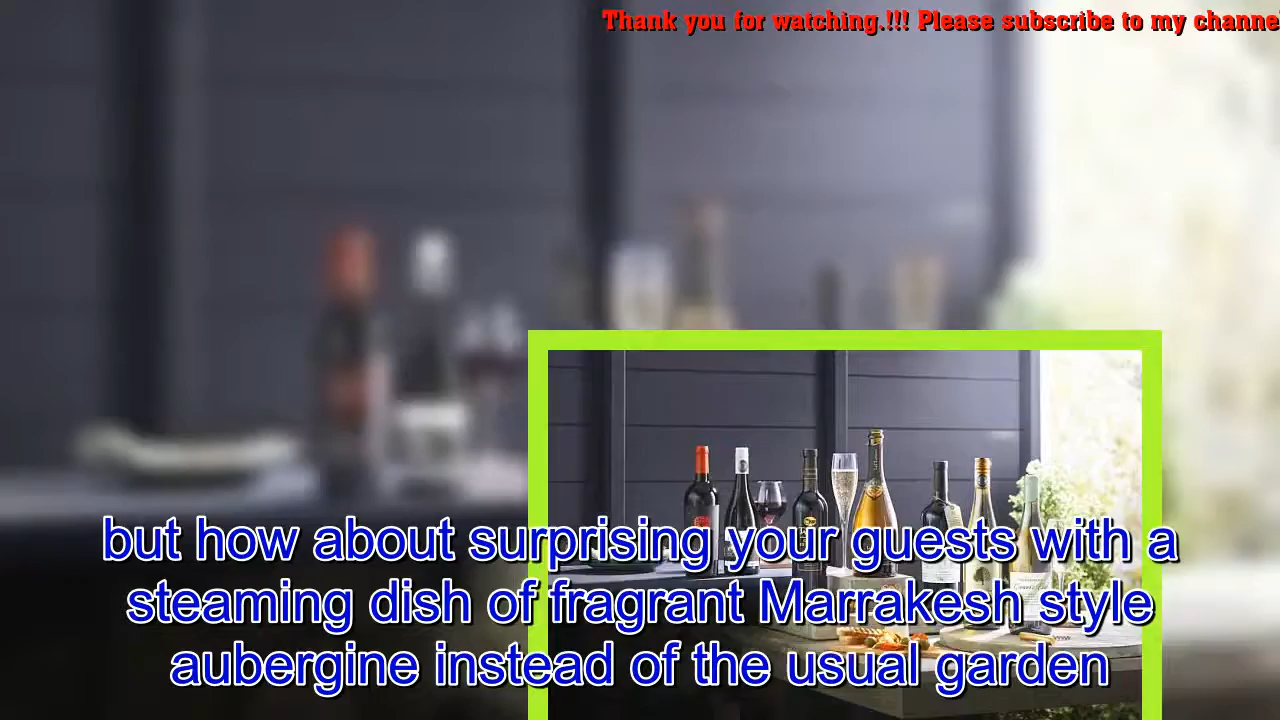 Thank you for watching.!!! Please subscribe to my channe
but how about surprising your guests with a
steaming dish of fragrant Marrakesh style
aubergine instead of the usual garden